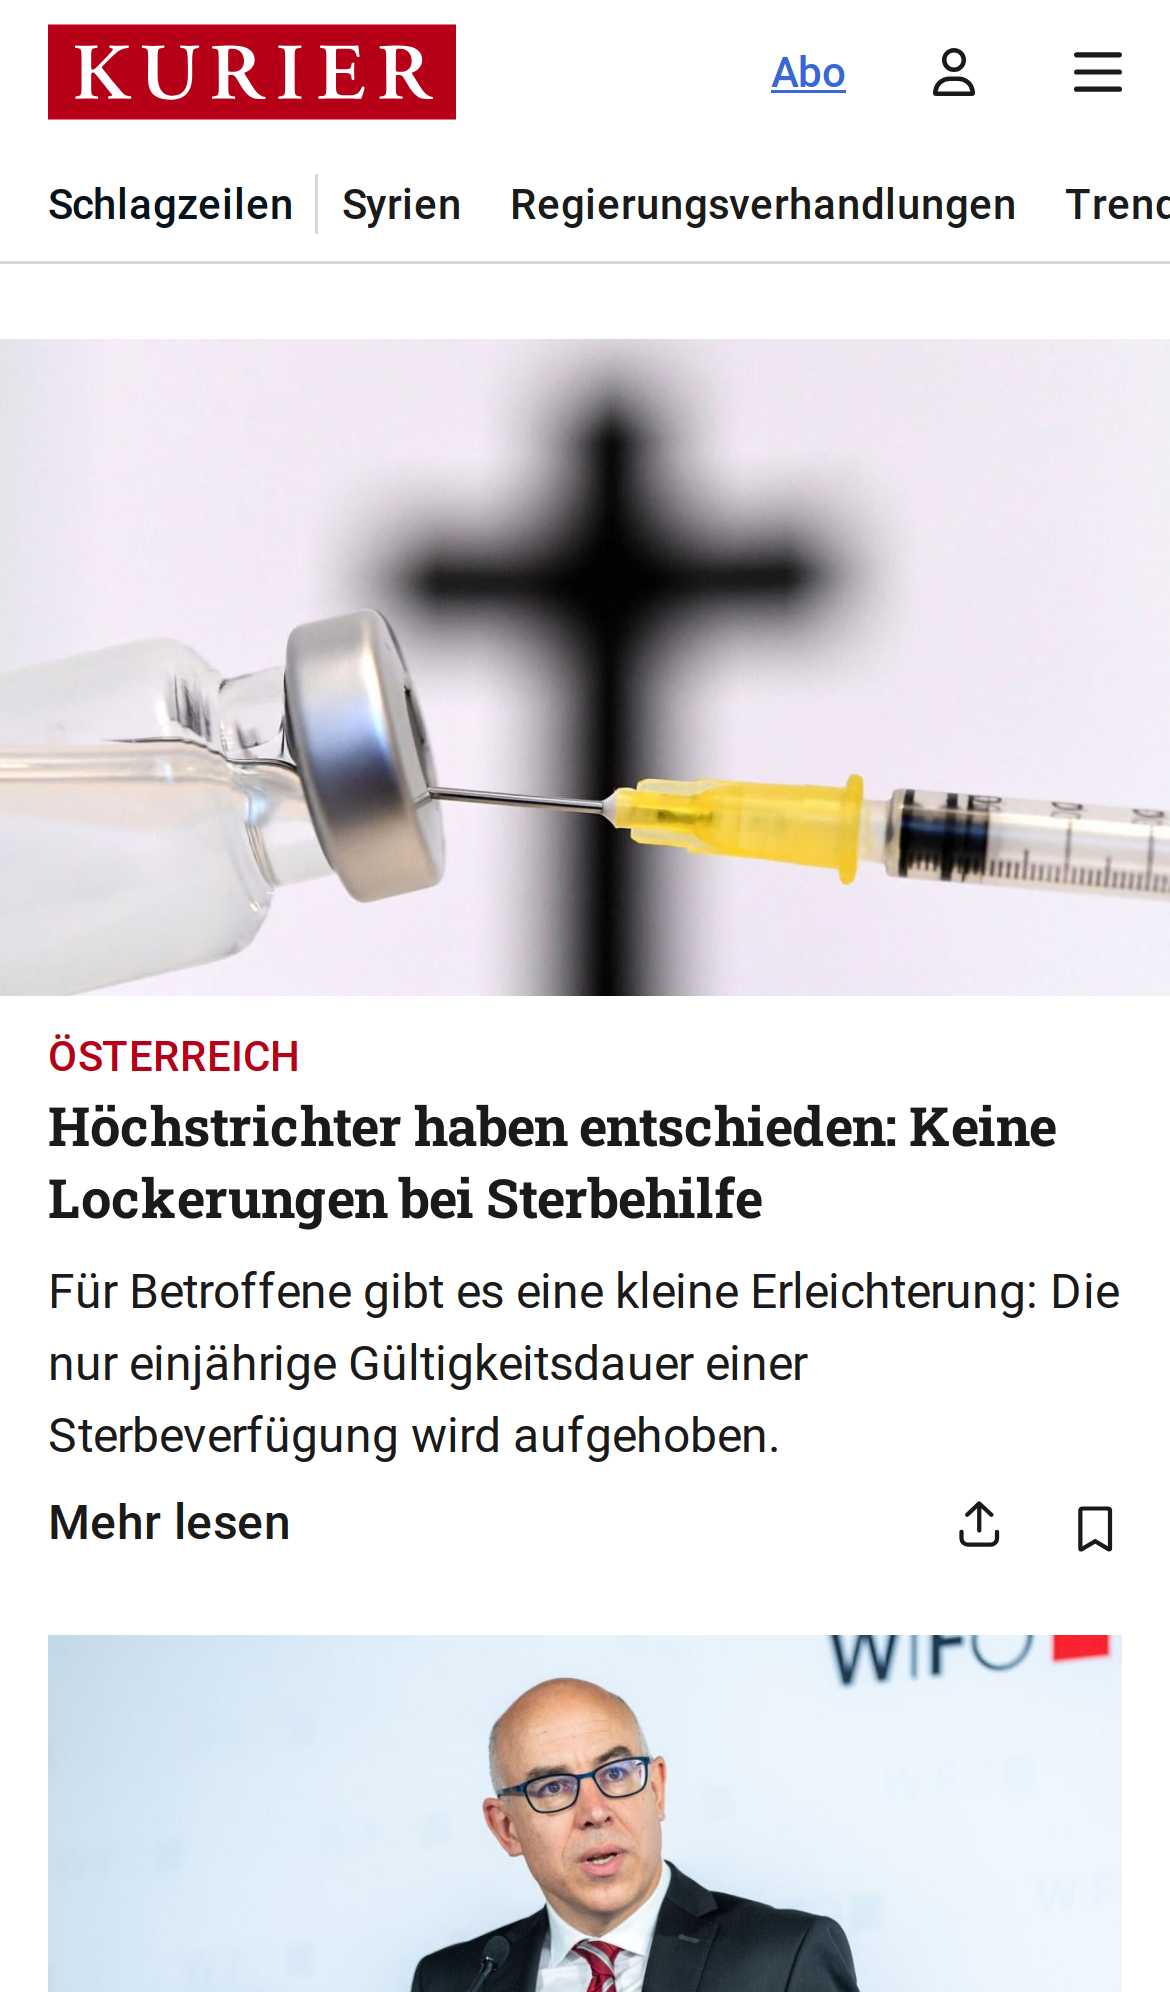 KURIER
Abo
Schlagzeilen
Syrien
Regierungsverhandlungen
Trend
ÖSTERREICH
Höchstrichter haben entschieden: Keine
Lockerungen bei Sterbehilfe
Für Betroffene gibt es eine kleine Erleichterung: Die
nur einjährige Gültigkeitsdauer einer
Sterbeverfügung wird aufgehoben.
Mehr lesen
WIFO